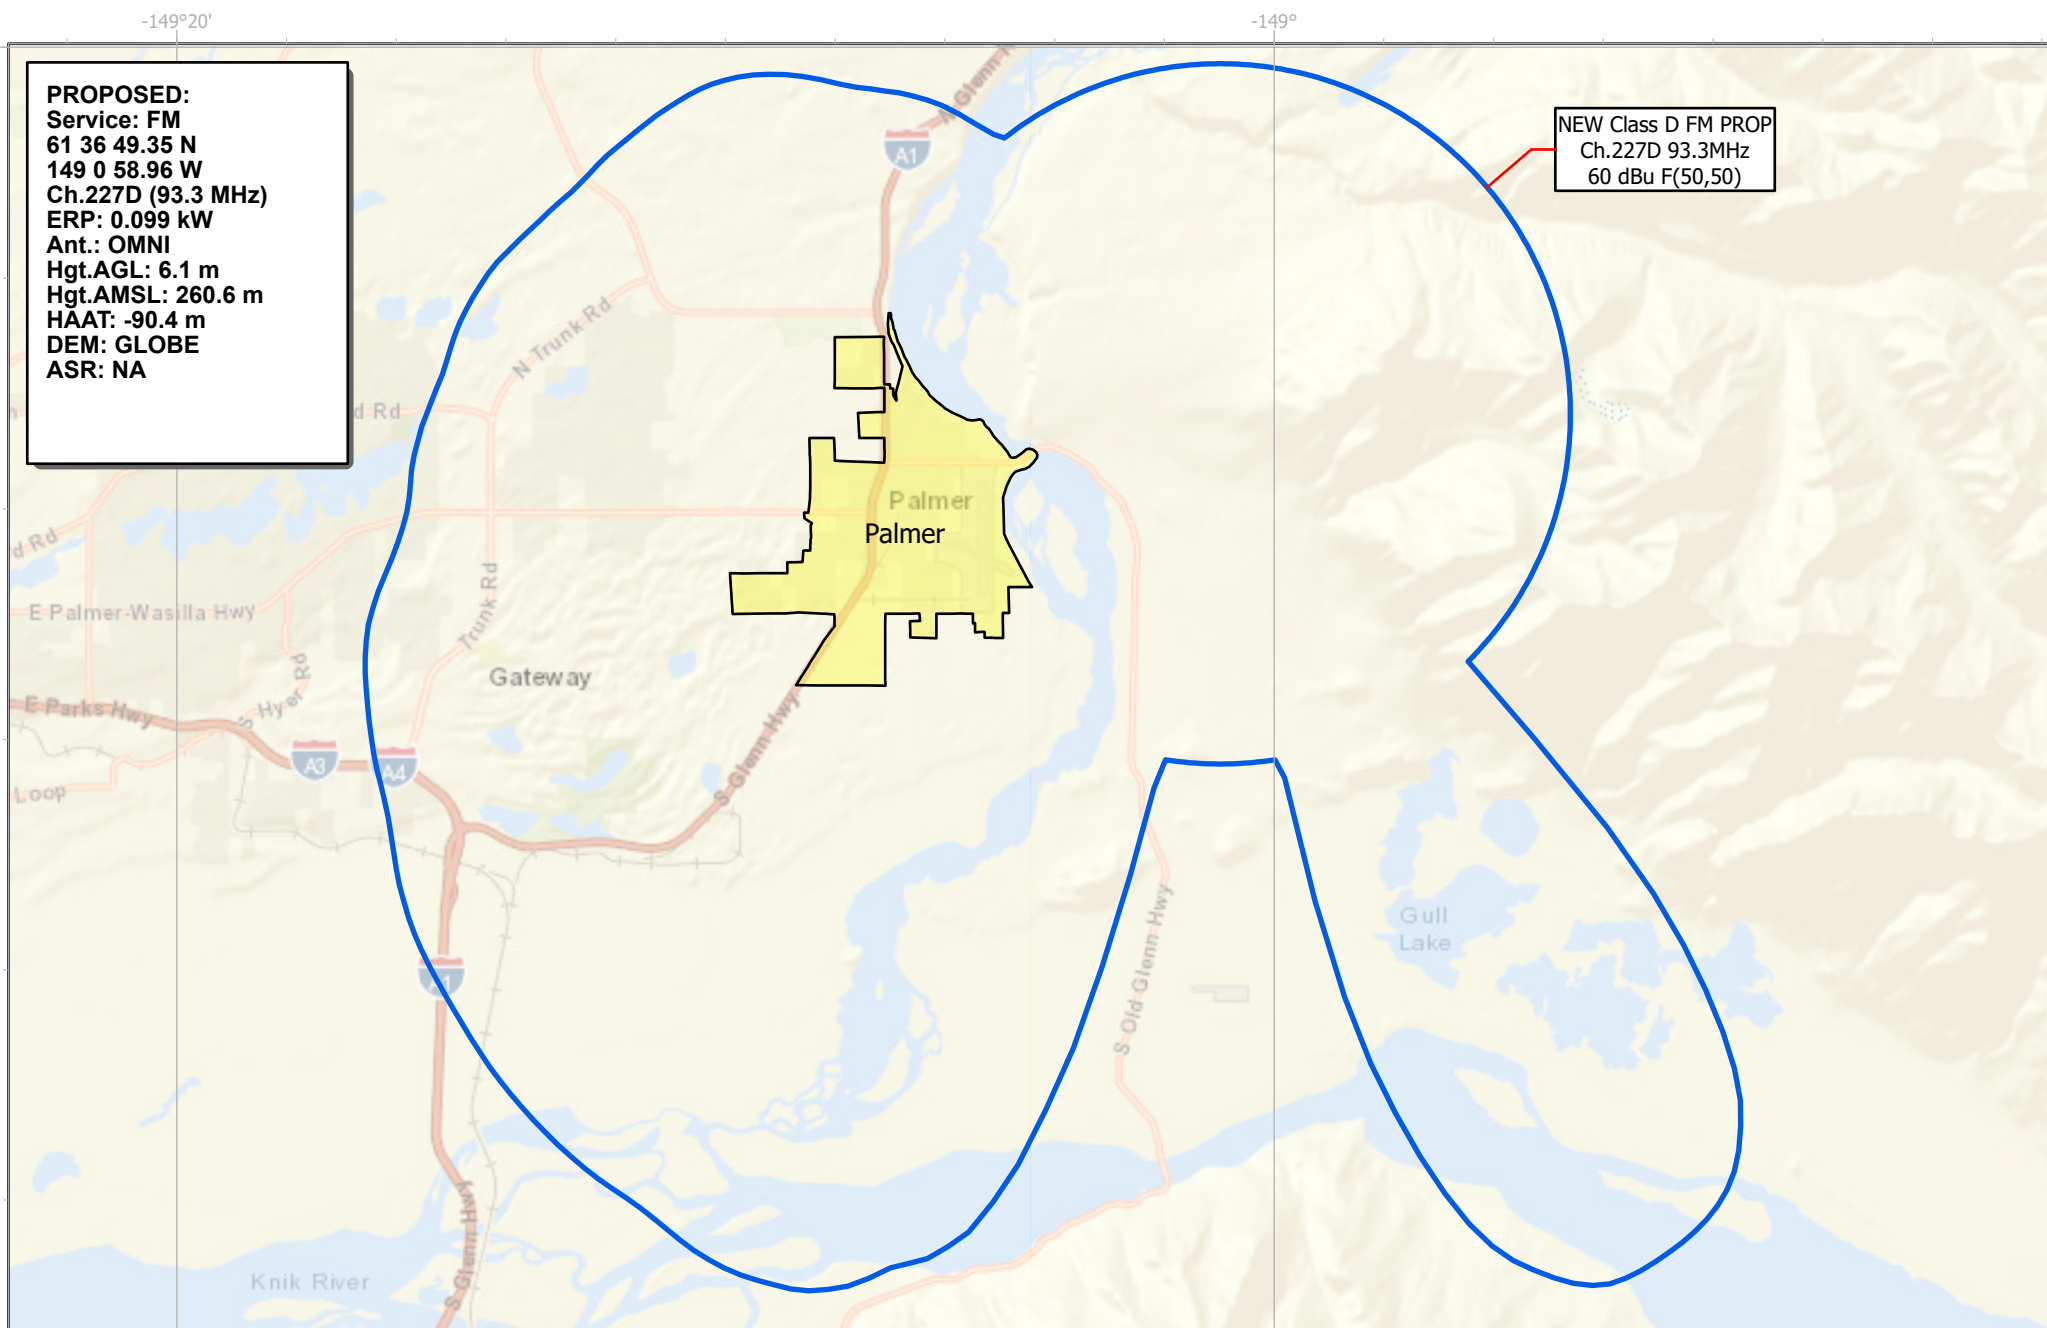 -149°20'
-149°
PROPOSED:
Service: FM
61 36 49.35 N
149 0 58.96 W
Ch.227D (93.3 MHz)
ERP: 0.099 kW
Ant.: OMNI
Hgt.AGL: 6.1 m
Hgt.AMSL: 260.6 m
HAAT: -90.4 m
DEM: GLOBE
ASR: NA
NEW Class D FM PROP
Ch.227D 93.3MHz
60 dBu F(50,50)
A1
N Trunk Rd
d Rd
Palmer
Palmer
d Rd
E Palmer-Wasilla Hwy
Trunk Rd
Gateway
S Hyer Rd
E Parks Hwy
A3
A4
Loop
S Glenn Hwy
Gull
Lake
S Old Glenn Hwy
A1
S Glenn Hwy
Knik River